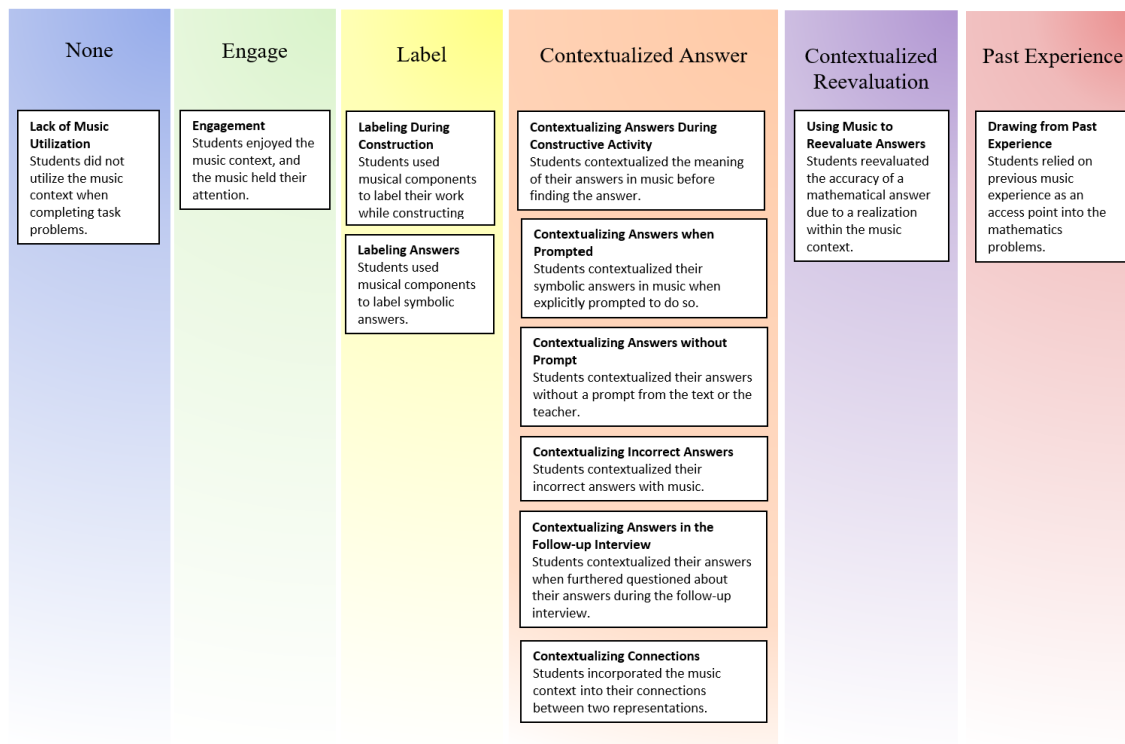 None
Lack of Music
Utilization
Students did not
utilize the music
context when
completing task
problems.
Engage
Engagement
Students enjoyed the
music context, and
the music held their
attention.
Label
Labeling During
Construction
Students used
musical components
to label their work
while constructing
Labeling Answers
Students used
musical components
to label symbolic
answers.
Contextualized Answer
Contextualizing Answers During
Constructive Activity
Students contextualized the meaning
of their answers in music before
finding the answer.
Contextualizing Answers when
Prompted
Students contextualized their
symbolic answers in music when
explicitly prompted to do so.
Contextualizing Answers without
Prompt
Students contextualized their answers
without a prompt from the text or the
teacher.
Contextualizing Incorrect Answers
Students contextualized their
incorrect answers with music.
Contextualizing Answers in the
Follow-up Interview
Students contextualized their answers
when furthered questioned about
their answers during the follow-up
interview.
Contextualizing Connections
Students incorporated the music
context into their connections
between two representations.
Contextualized
Reevaluation
Using Music to
Reevaluate Answers
Students reevaluated
the accuracy of a
mathematical answer
due to a realization
within the music
context.
Past Experience
Drawing from Past
Experience
Students relied on
previous music
experience as an
access point into the
mathematics
problems.